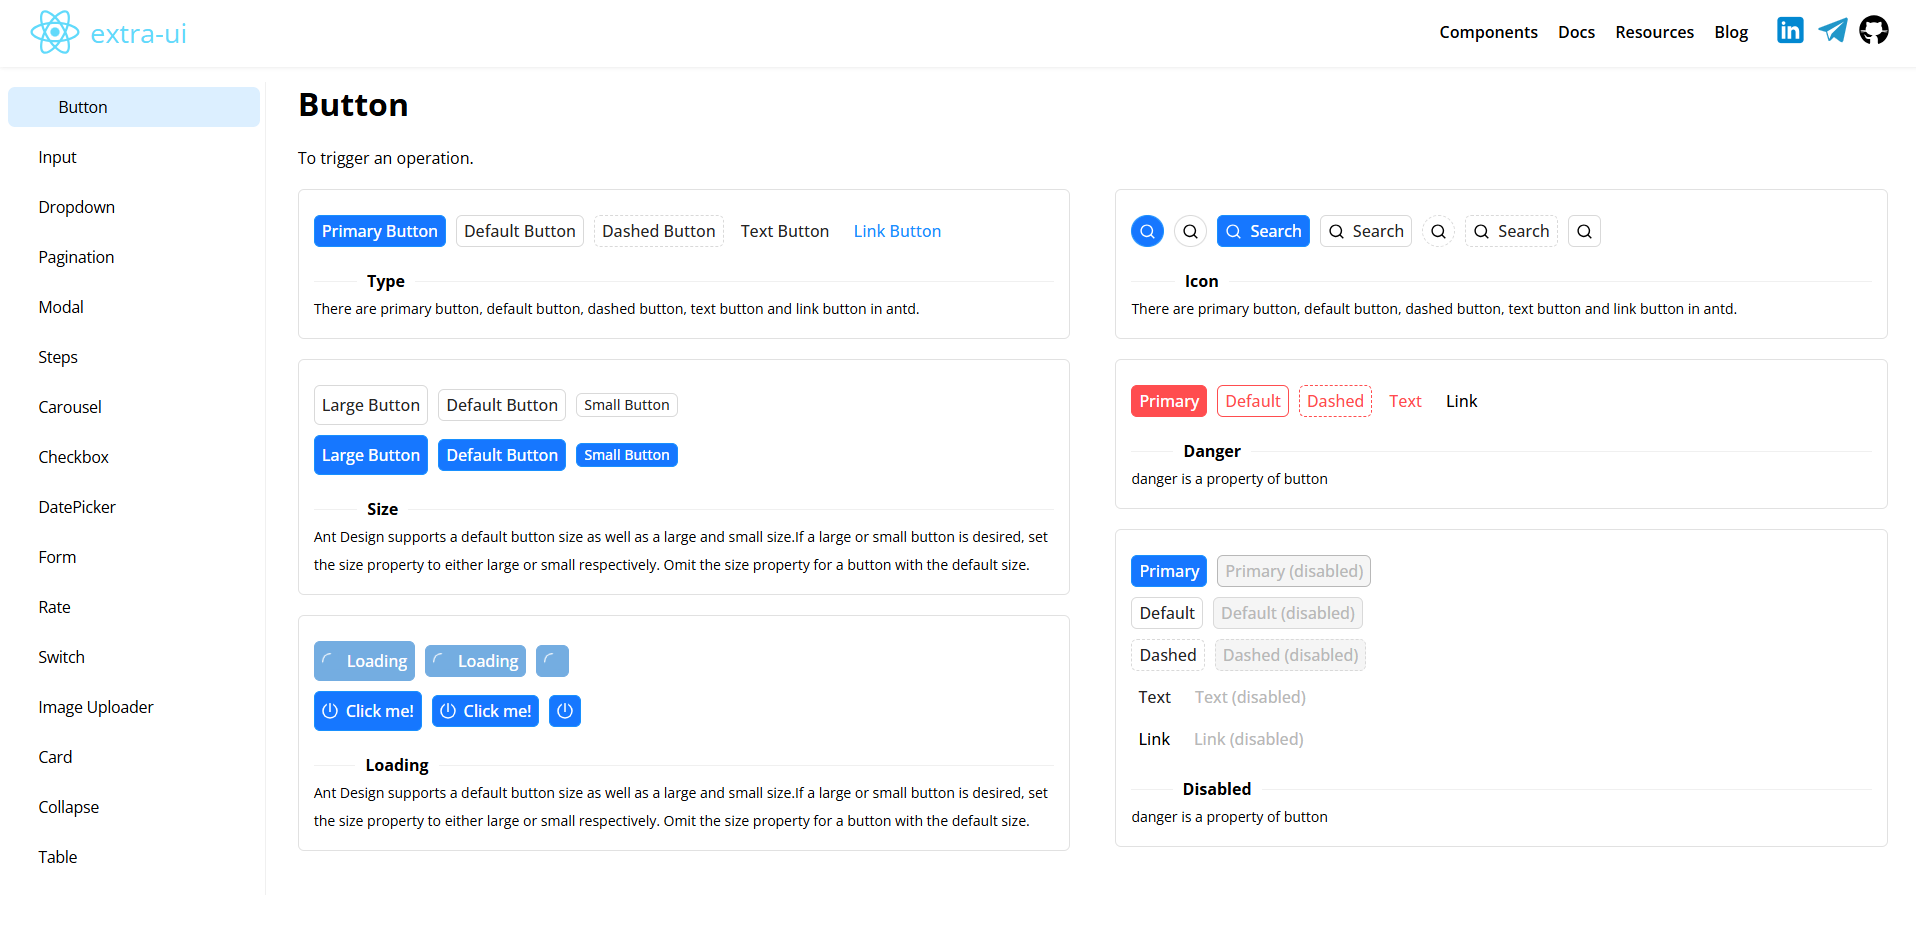 extra-ui
Components Docs Resources Blog
Button
Input
Dropdown
Pagination
Modal
Steps
Carousel
Checkbox
DatePicker
Form
Rate
Switch
Image Uploader
Card
Collapse
Table
Button
To trigger an operation.
Primary Button Default Button Dashed Button Text Button Link Button
Type
There are primary button, default button, dashed button, text button and link button in antd.
Large Button Default Button Small Button
Large Button Default Button Small Button
Size
Ant Design supports a default button size as well as a large and small size.If a large or small button is desired, set
the size property to either large or small respectively. Omit the size property for a button with the default size.
Loading Loading
Click me! Click me!
Loading
Ant Design supports a default button size as well as a large and small size.If a large or small button is desired, set
the size property to either large or small respectively. Omit the size property for a button with the default size.
Search Search Search
Icon
There are primary button, default button, dashed button, text button and link button in antd.
Primary Default Dashed Text Link
Danger
danger is a property of button
Primary Primary (disabled)
Default Default (disabled)
Dashed Dashed (disabled)
Text Text (disabled)
Link Link (disabled)
Disabled
danger is a property of button